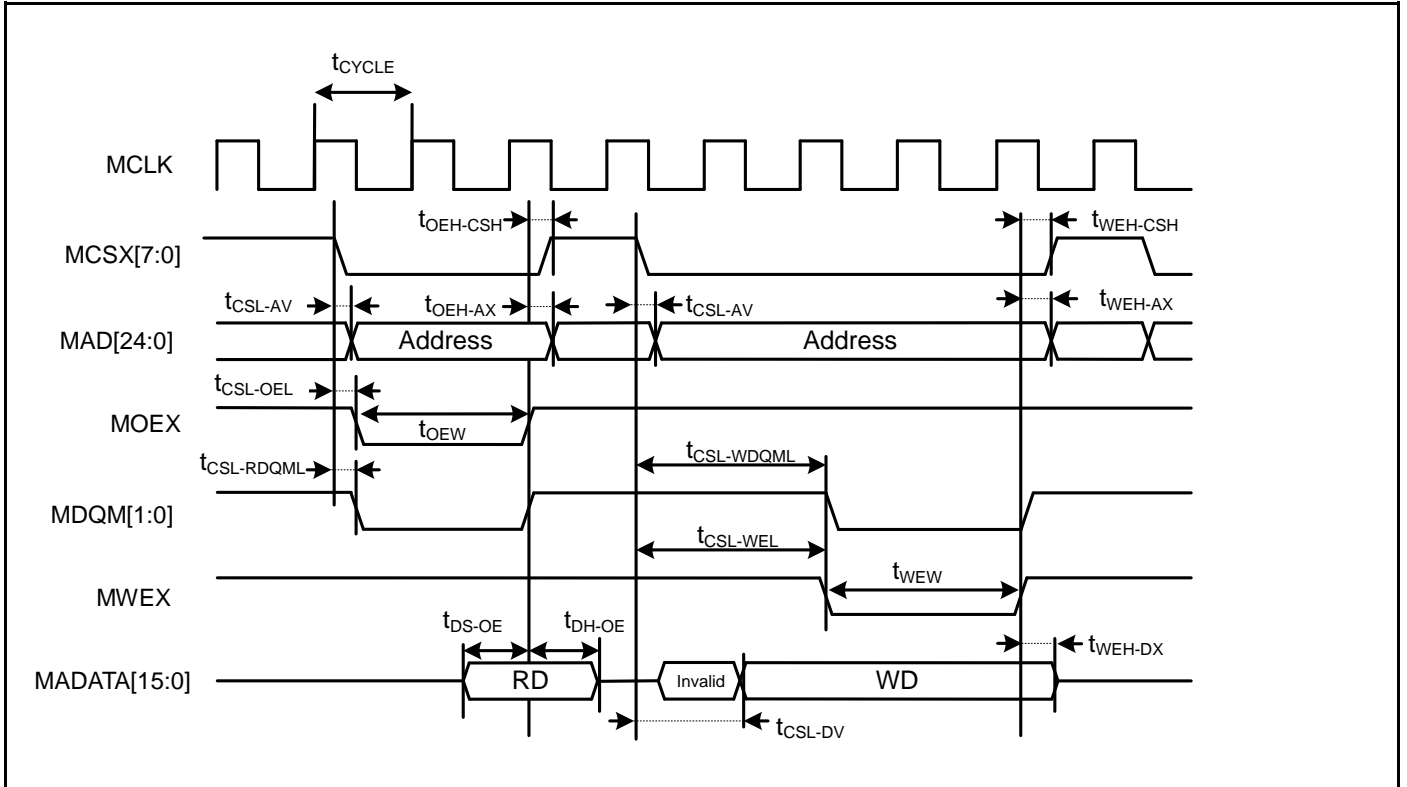 tCYCLE
MCLK
tOEH-CSH
tWEH-CSH
MCSX[7:0]
tCSL-AV
tOEH-AX
tCSL-AV
tWEH-AX
MAD[24:0]
Address
Address
tCSL-OEL
MOEX
tOEW
tCSL-RDQML
tCSL-WDQML
MDQM[1:0]
tCSL-WEL
MWEX
tWEW
tDS-OE
tDH-OE
tWEH-DX
MADATA[15:0]
RD
Invalid
WD
tCSL-DV